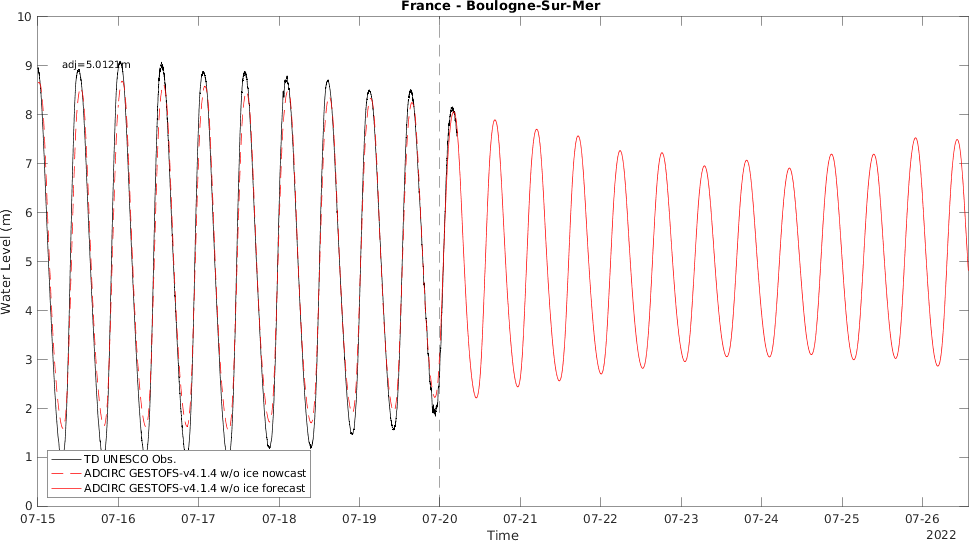 France - Boulogne-Sur-Mer
10
adj=5.0121m
9
8
7
6
5
4
3
2
1
0
Water Level (m)
TD UNESCO Obs.
ADCIRC GESTOFS-v4.1.4 w/o ice nowcast
ADCIRC GESTOFS-v4.1.4 w/o ice forecast
07-15 07-16 07-17 07-18 07-19 07-20 07-21 07-22 07-23 07-24 07-25 07-26
Time
2022